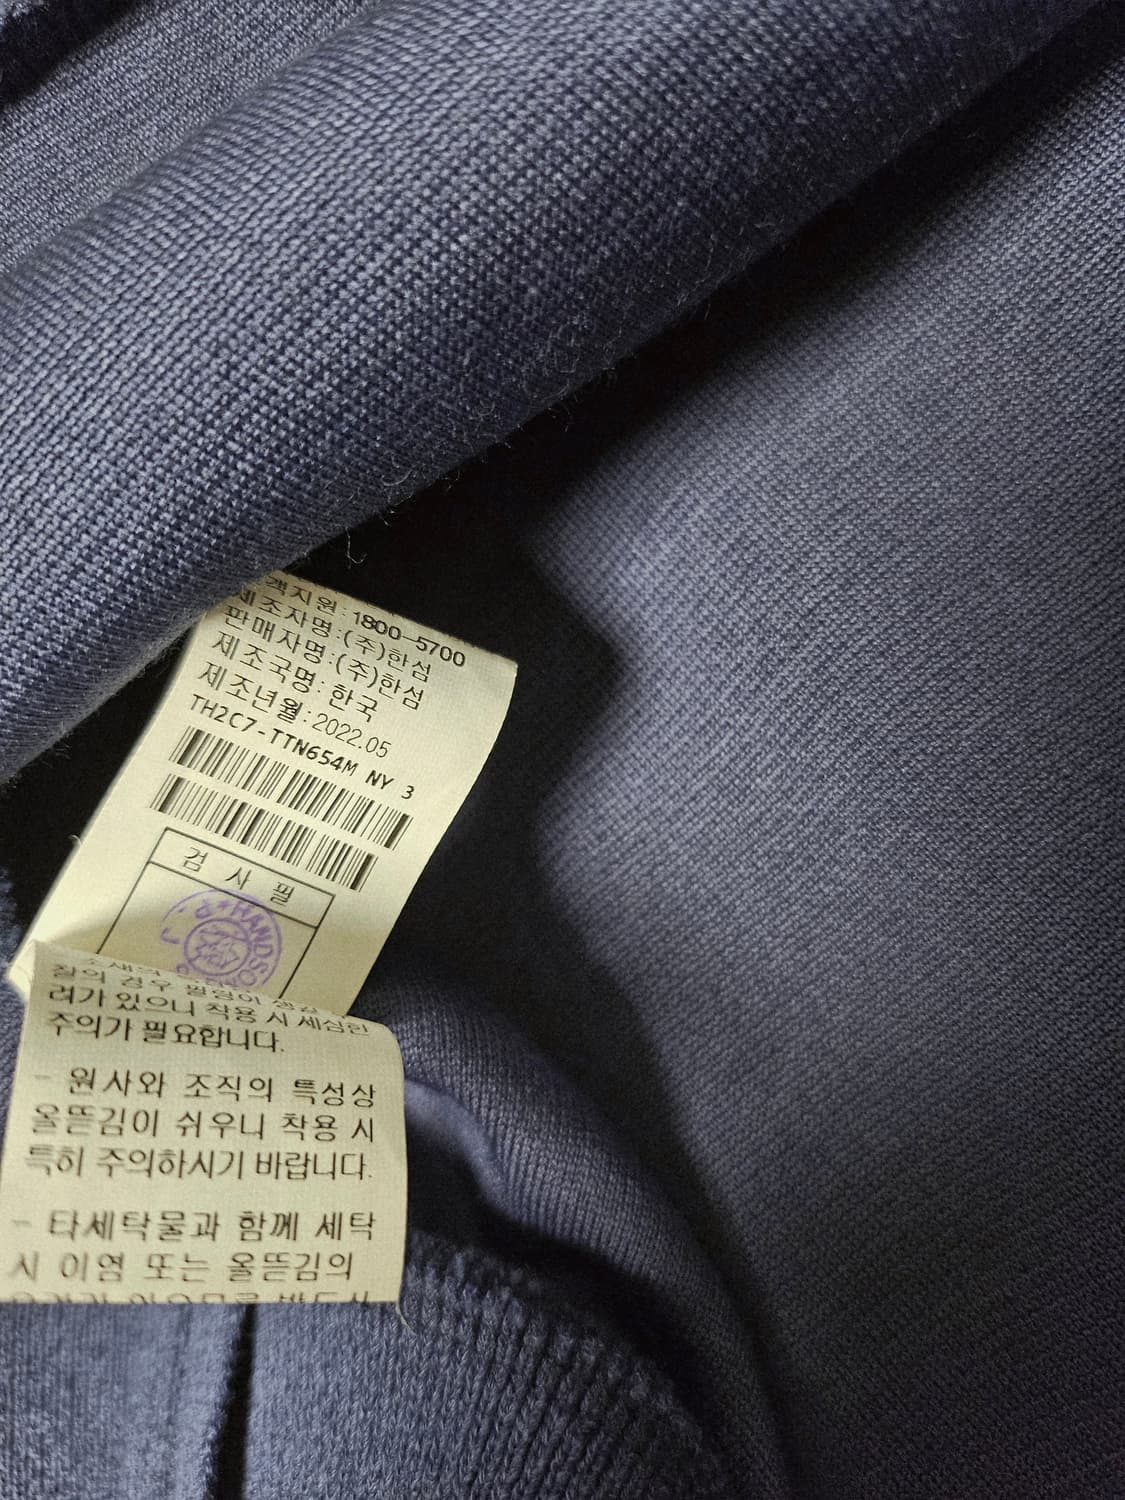 객지원:1800-5700
제조자명:(주)한섬
판매자명:(주)한섬
제조국명:한국
제조년월:2022.05
TH2C7-TTN654M NY 3
검사필
HANDSO
질의 경우
려가 있으니 착용 시 세심한
주의가 필요합니다.
- 원사와 조직의 특성상
올뜯김이 쉬우니 착용 시
특히 주의하시기 바랍니다.
- 타세탁물과 함께 세탁
시 이염 또는 올뜯김의